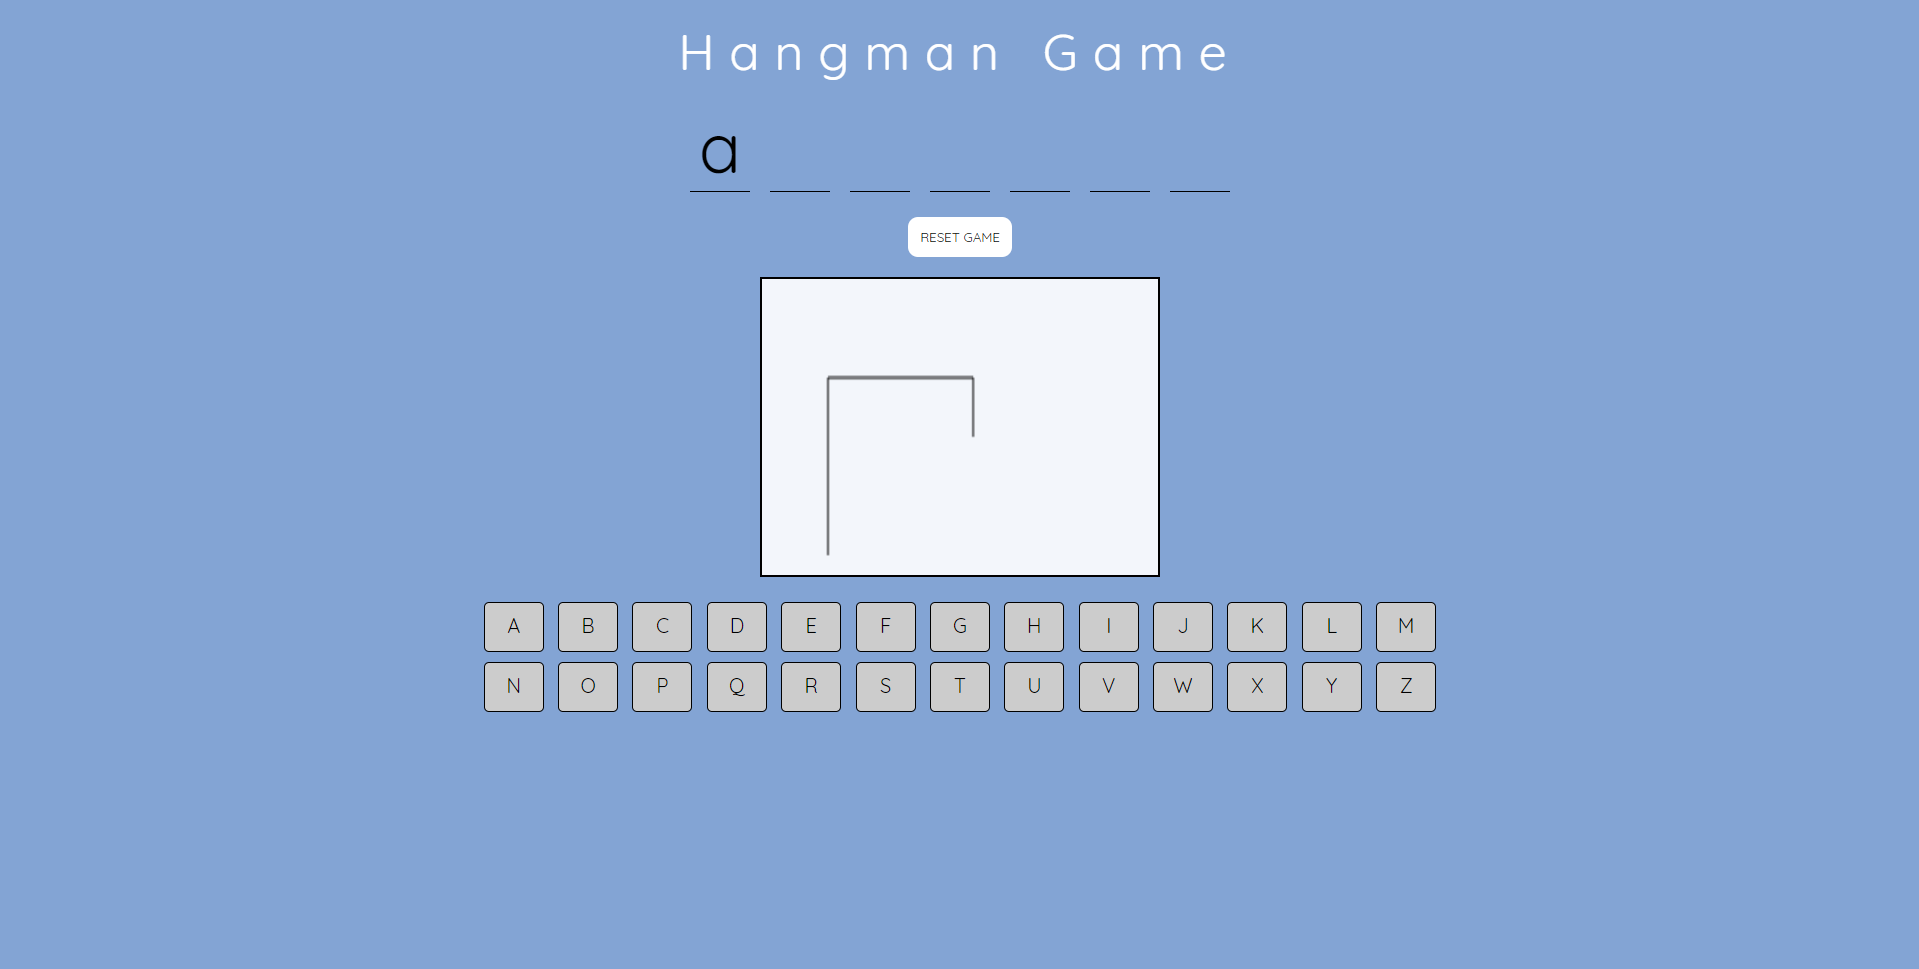 Hangman Game
a
RESET GAME
A B C D E F G H I J K L M
N O P Q R S T U V W X Y Z